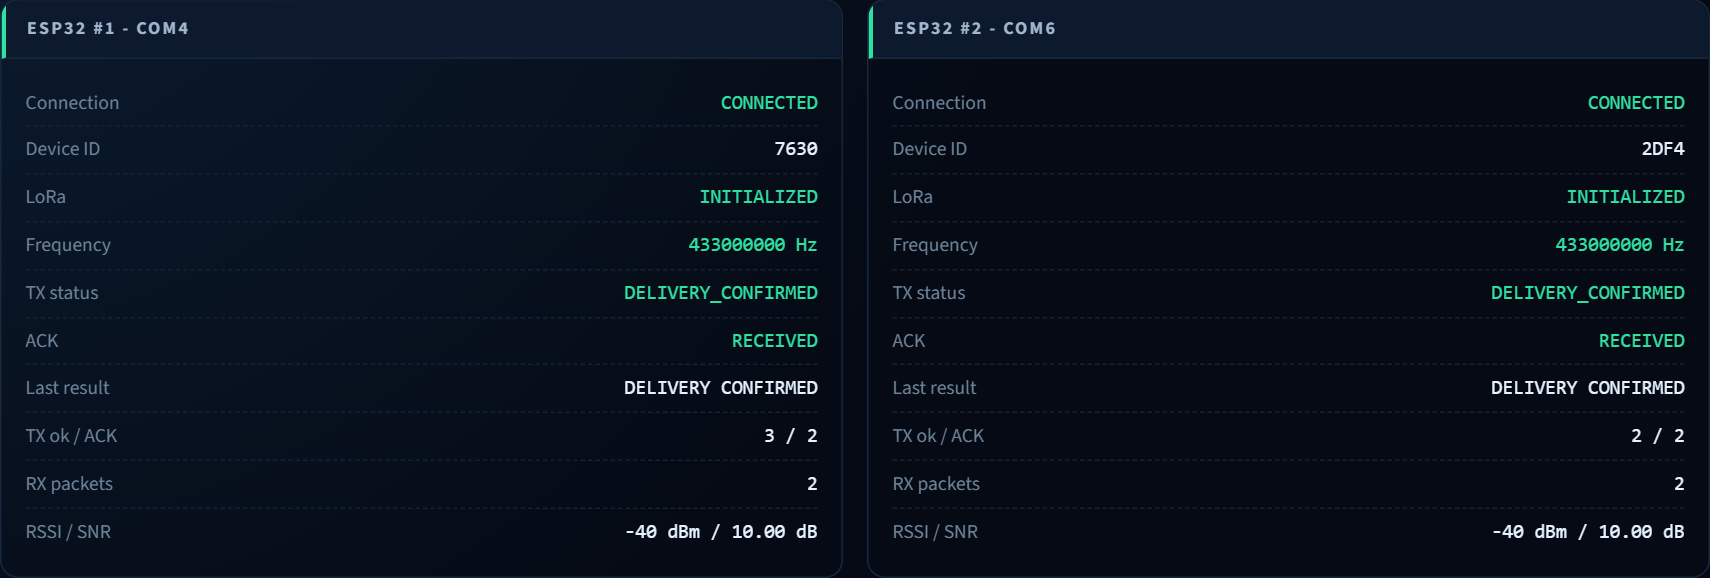 ESP32 #1 - COM4
Connection CONNECTED
Device ID 7630
LoRa INITIALIZED
Frequency 433000000 Hz
TX status DELIVERY_CONFIRMED
ACK RECEIVED
Last result DELIVERY CONFIRMED
TX ok / ACK 3 / 2
RX packets 2
RSSI / SNR -40 dBm / 10.00 dB
ESP32 #2 - COM6
Connection CONNECTED
Device ID 2DF4
LoRa INITIALIZED
Frequency 433000000 Hz
TX status DELIVERY_CONFIRMED
ACK RECEIVED
Last result DELIVERY CONFIRMED
TX ok / ACK 2 / 2
RX packets 2
RSSI / SNR -40 dBm / 10.00 dB